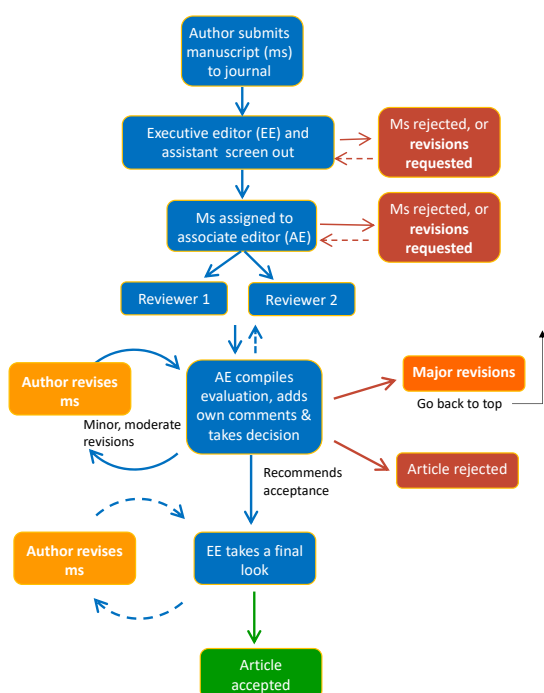 Author submits
manuscript (ms)
to journal
Executive editor (EE) and
assistant screen out
Ms rejected, or
revisions
requested
Ms assigned to
associate editor (AE)
Ms rejected, or
revisions
requested
Reviewer 1
Reviewer 2
Author revises
ms
Minor, moderate
revisions
AE compiles
evaluation, adds
own comments &
takes decision
Major revisions
Go back to top
Article rejected
Recommends
acceptance
Author revises
ms
EE takes a final
look
Article
accepted